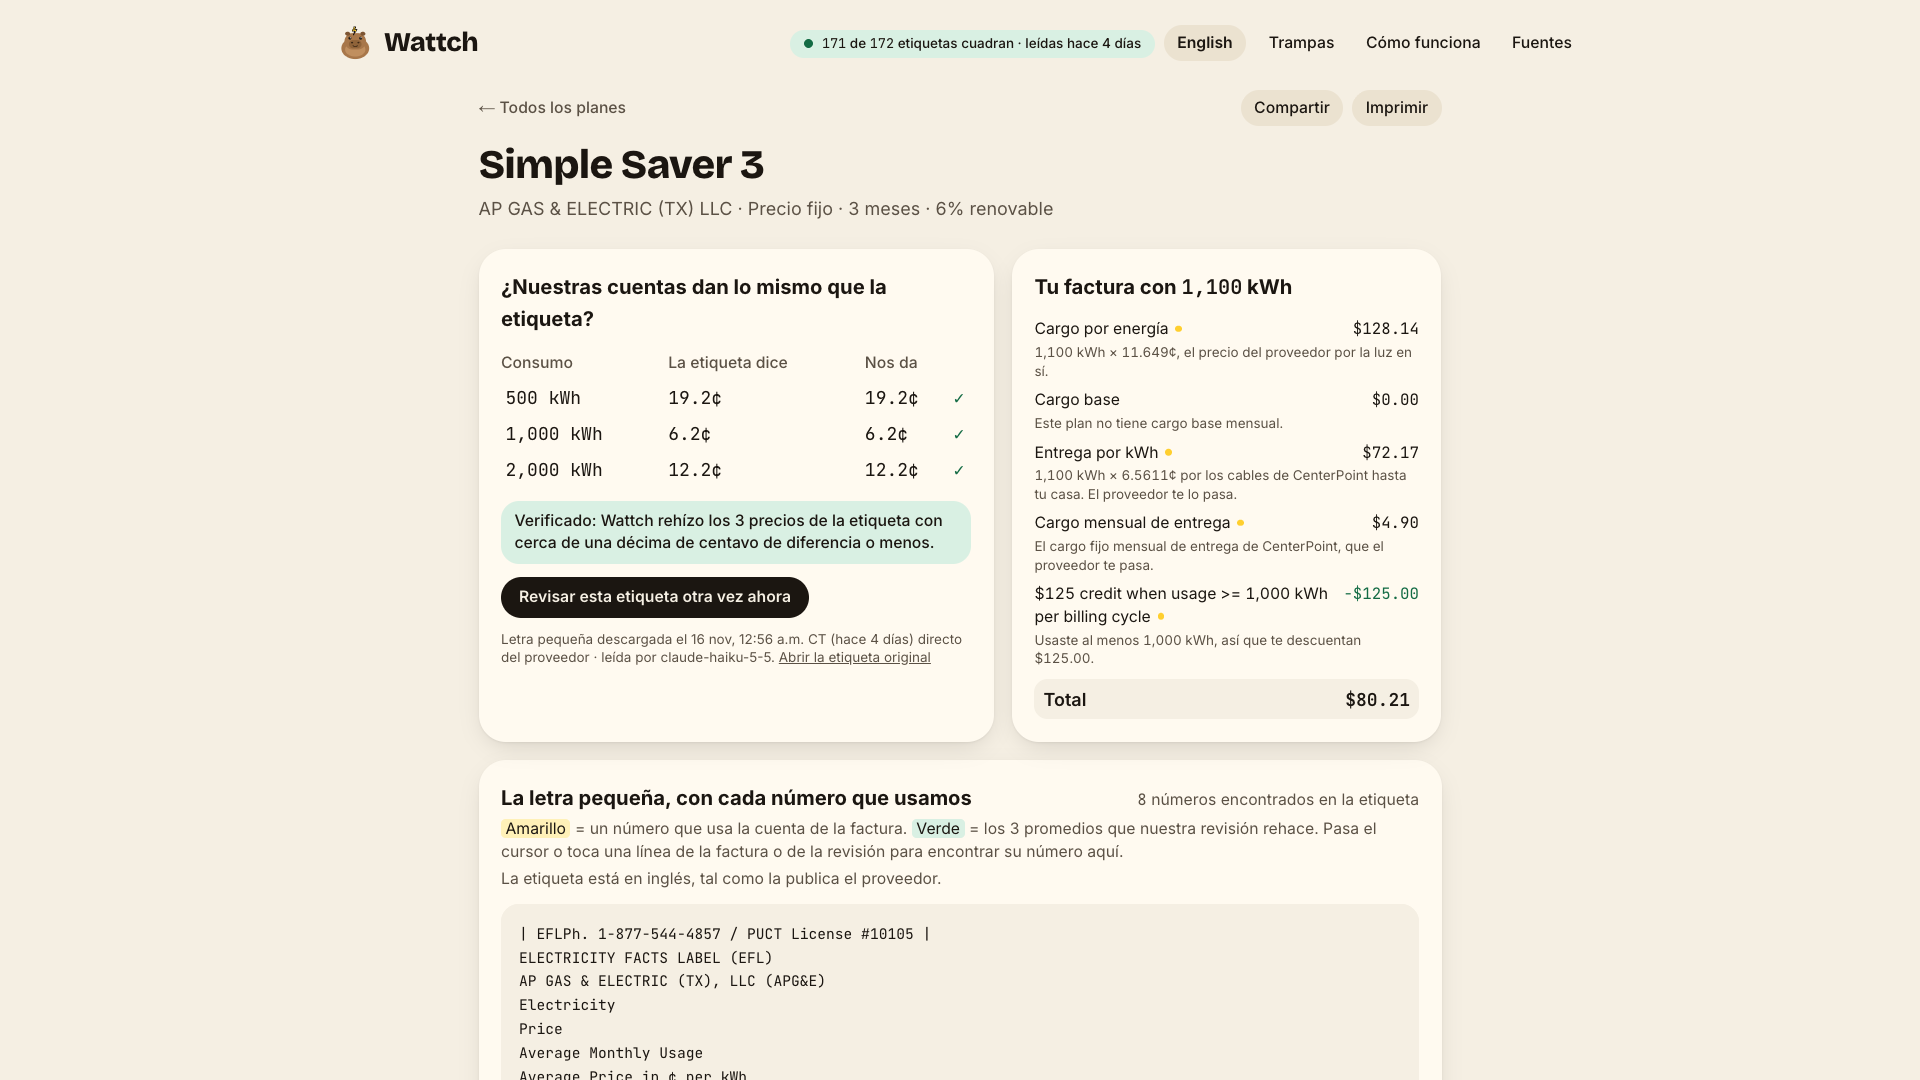 Wattch
171 de 172 etiquetas cuadran · leídas hace 4 días
English
Trampas
Cómo funciona
Fuentes
← Todos los planes
Compartir
Imprimir
Simple Saver 3
AP GAS & ELECTRIC (TX) LLC · Precio fijo · 3 meses · 6% renovable
¿Nuestras cuentas dan lo mismo que la
etiqueta?
Consumo La etiqueta dice Nos da
500 kWh 19.2¢ 19.2¢ ✓
1,000 kWh 6.2¢ 6.2¢ ✓
2,000 kWh 12.2¢ 12.2¢ ✓
Verificado: Wattch rehízo los 3 precios de la etiqueta con
cerca de una décima de centavo de diferencia o menos.
Revisar esta etiqueta otra vez ahora
Letra pequeña descargada el 16 nov, 12:56 a.m. CT (hace 4 días) directo
del proveedor · leída por claude-haiku-5-5. Abrir la etiqueta original
Tu factura con 1,100 kWh
Cargo por energía $128.14
1,100 kWh × 11.649¢, el precio del proveedor por la luz en
sí.
Cargo base $0.00
Este plan no tiene cargo base mensual.
Entrega por kWh $72.17
1,100 kWh × 6.5611¢ por los cables de CenterPoint hasta
tu casa. El proveedor te lo pasa.
Cargo mensual de entrega $4.90
El cargo fijo mensual de entrega de CenterPoint, que el
proveedor te pasa.
$125 credit when usage >= 1,000 kWh -$125.00
per billing cycle
Usaste al menos 1,000 kWh, así que te descuentan
$125.00.
Total $80.21
La letra pequeña, con cada número que usamos
8 números encontrados en la etiqueta
Amarillo = un número que usa la cuenta de la factura. Verde = los 3 promedios que nuestra revisión rehace. Pasa el
cursor o toca una línea de la factura o de la revisión para encontrar su número aquí.
La etiqueta está en inglés, tal como la publica el proveedor.
| EFLPh. 1-877-544-4857 / PUCT License #10105 |
ELECTRICITY FACTS LABEL (EFL)
AP GAS & ELECTRIC (TX), LLC (APG&E)
Electricity
Price
Average Monthly Usage
Average Price in ¢ per kWh